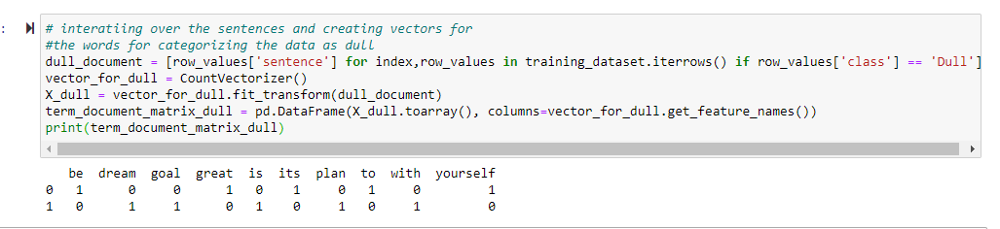 # interatiing over the sentences and creating vectors for
#the words for categorizing the data as dull
dull_document = [row_values['sentence'] for index,row_values in training_dataset.iterrows() if row_values['class'] == 'Dull']
vector_for_dull = CountVectorizer()
X_dull = vector_for_dull.fit_transform(dull_document)
term_document_matrix_dull = pd.DataFrame(X_dull.toarray(), columns=vector_for_dull.get_feature_names())
print(term_document_matrix_dull)
be dream goal great is its plan to with yourself
0 1 0 0 1 0 1 0 1 0 1
1 0 1 1 0 1 0 1 0 1 0